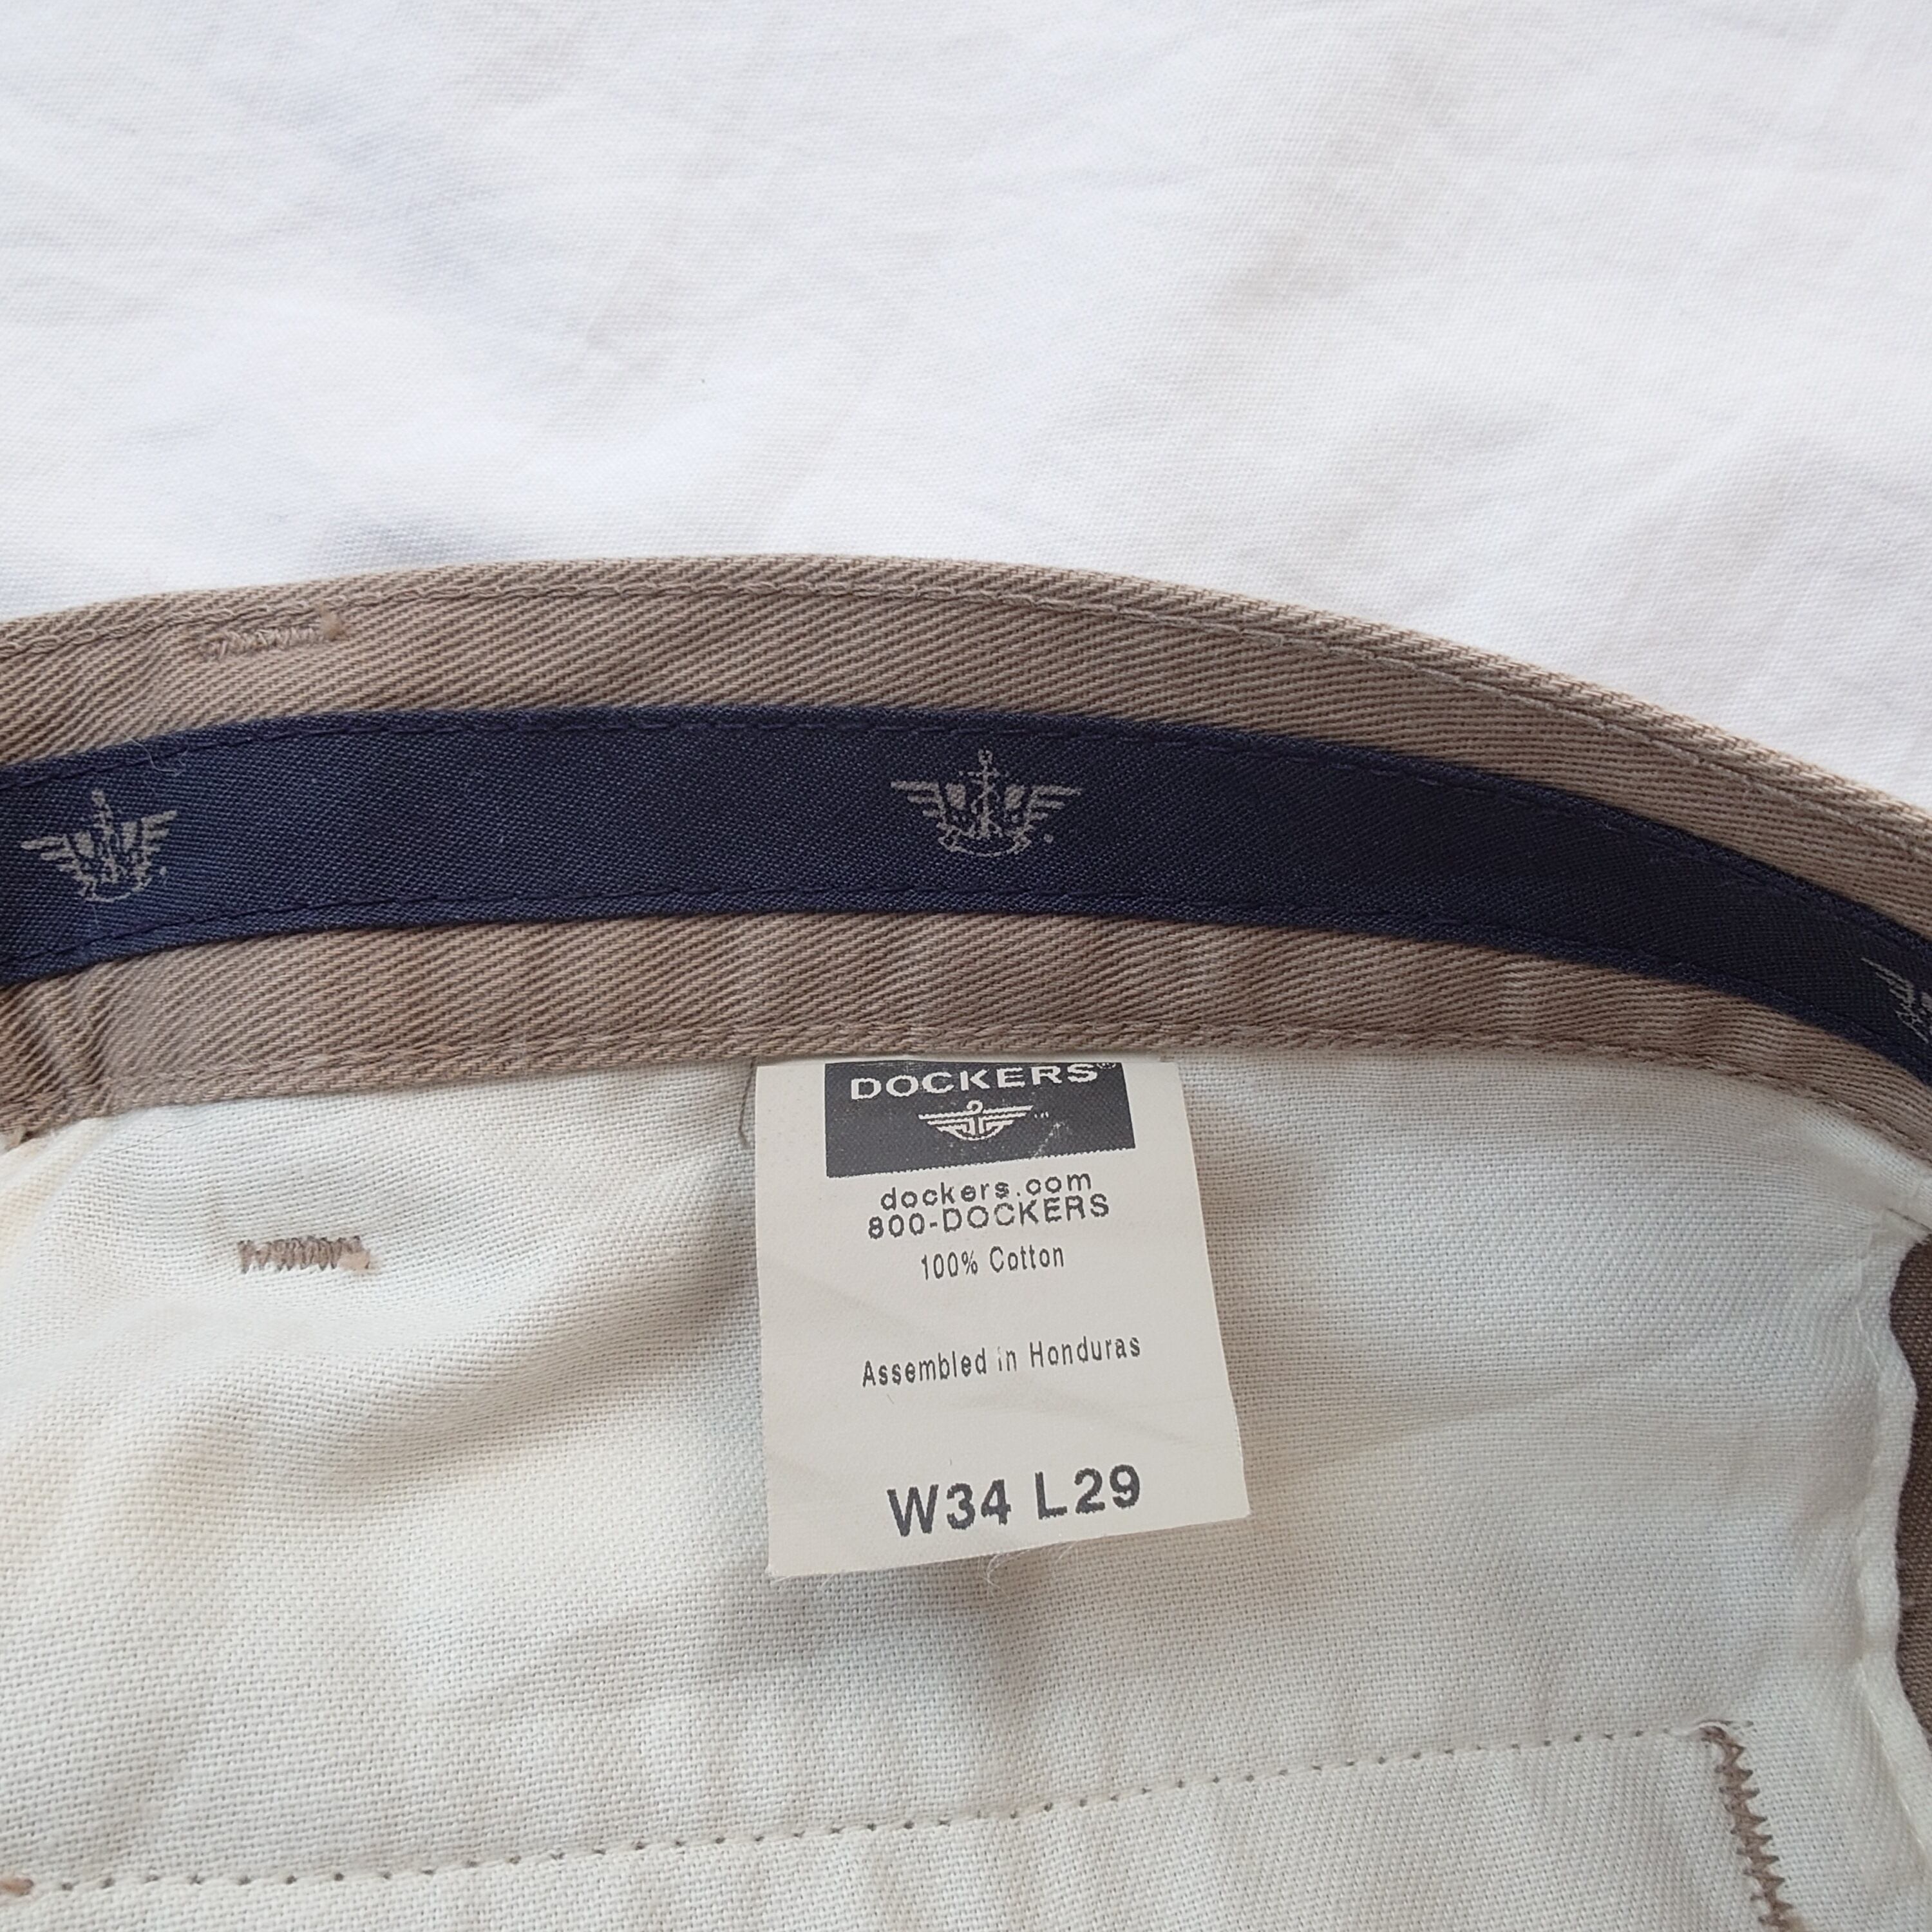 DOCKERS®
dockers.com
800-DOCKERS
100% Cotton
Assembled in Honduras
W34 L29